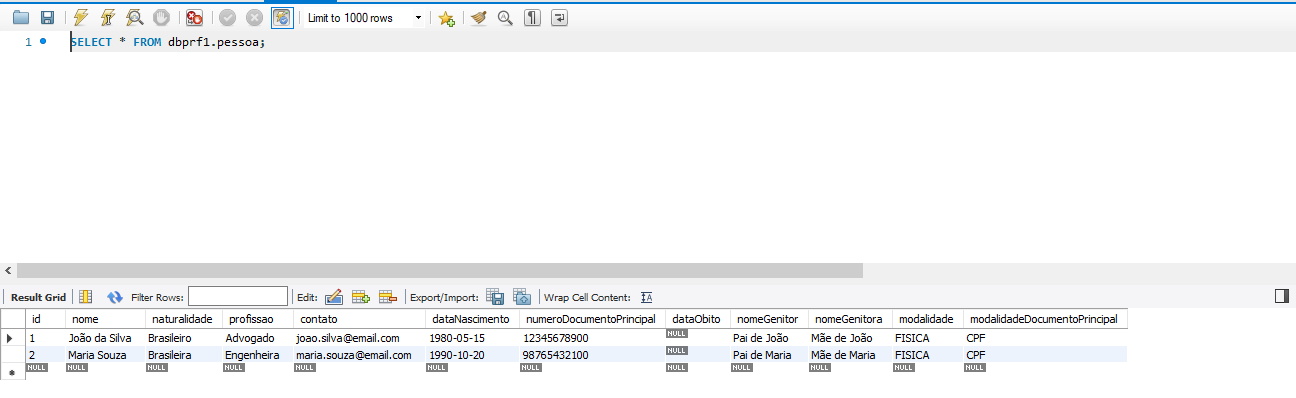 Limit to 1000 rows
1 SELECT * FROM dbprf1.pessoa;
Result Grid Filter Rows: Edit: Export/Import: Wrap Cell Content: IA
id nome naturalidade profissao contato dataNascimento numeroDocumentoPrincipal dataObito nomeGenitor nomeGenitora modalidade modalidadeDocumentoPrincipal
1 João da Silva Brasileiro Advogado joao.silva@email.com 1980-05-15 12345678900 NULL Pai de João Mãe de João FISICA CPF
2 Maria Souza Brasileira Engenheira maria.souza@email.com 1990-10-20 98765432100 NULL Pai de Maria Mãe de Maria FISICA CPF
NULL NULL NULL NULL NULL NULL NULL NULL NULL NULL NULL NULL